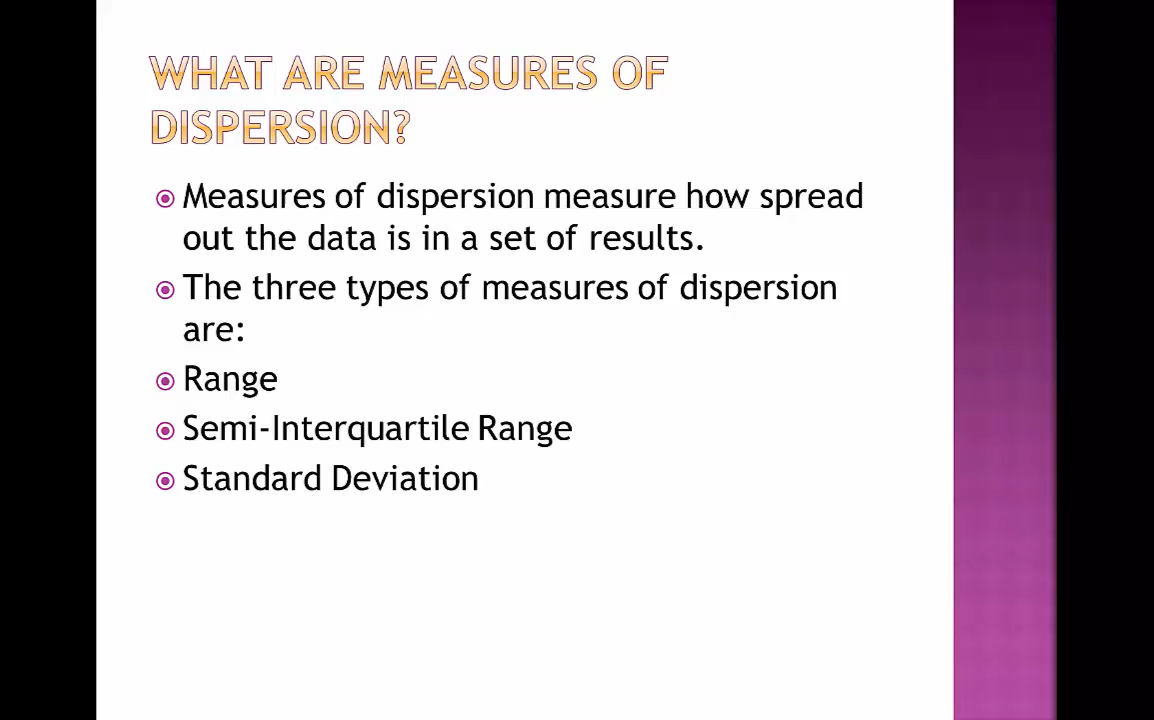 WHAT ARE MEASURES OF
DISPERSION?
Measures of dispersion measure how spread
out the data is in a set of results.
The three types of measures of dispersion
are:
Range
Semi-Interquartile Range
Standard Deviation